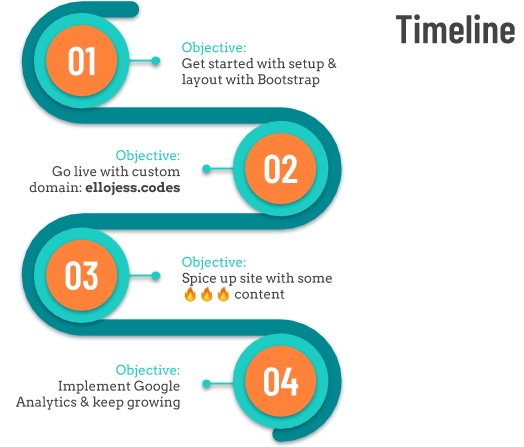 Timeline
01
Objective:
Get started with setup &
layout with Bootstrap
Objective:
Go live with custom
domain: ellojess.codes
02
03
Objective:
Spice up site with some
🔥🔥🔥 content
Objective:
Implement Google
Analytics & keep growing
04